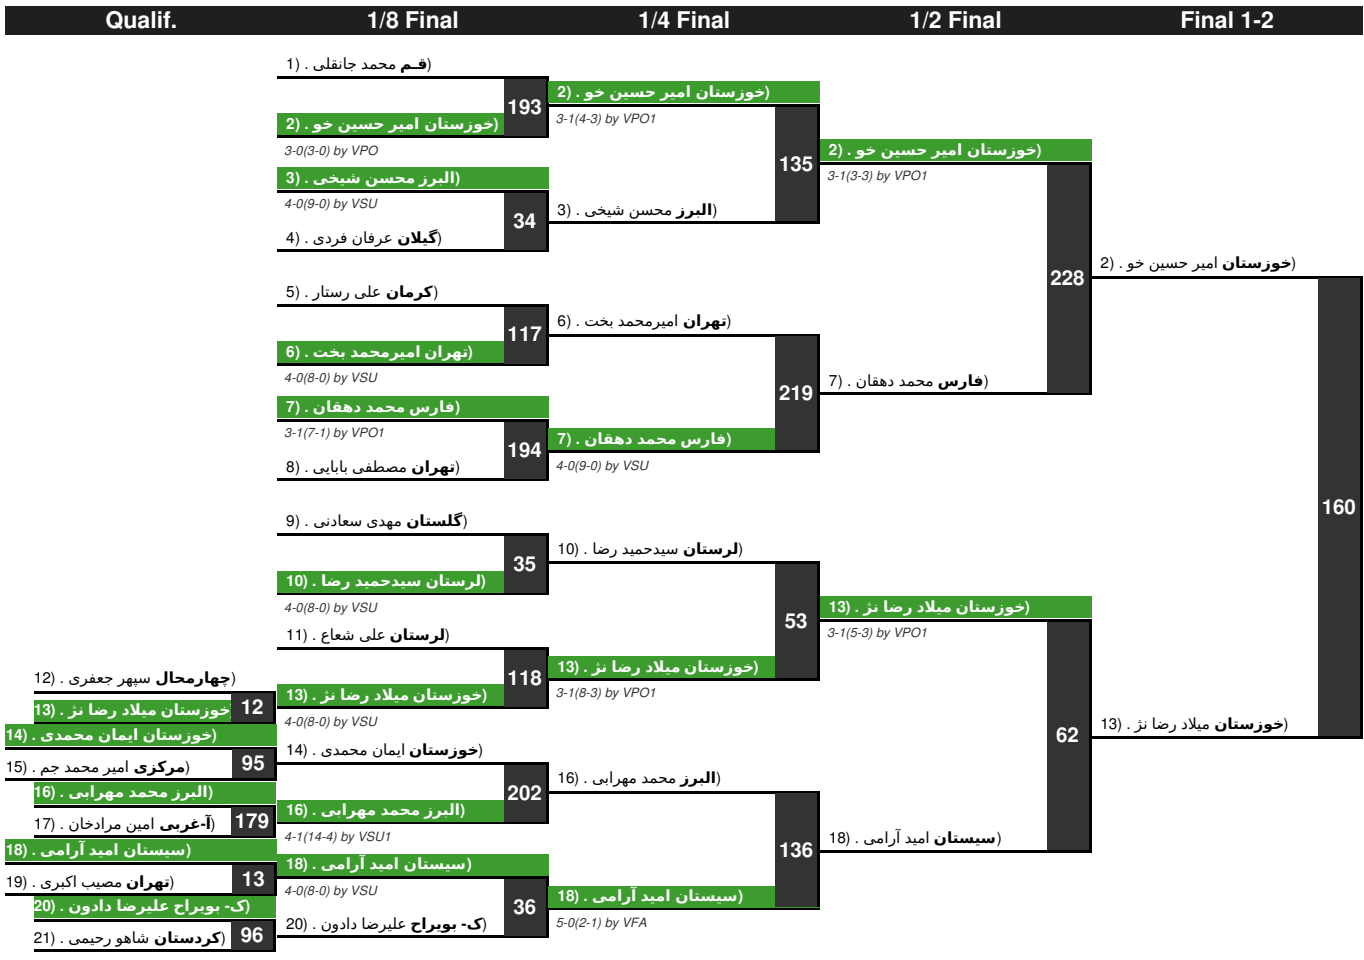 Qualif. 1/8 Final 1/4 Final 1/2 Final Final 1-2
1) . محمد جانقلی قـم)
193
2) . خوزستان امیر حسین خو)
3-0(3-0) by VPO
3) . البرز محسن شیخی)
4-0(9-0) by VSU
34
4) . عرفان فردی گیلان)
5) . علی رستار کرمان)
117
6) . تهران امیرمحمد بخت)
4-0(8-0) by VSU
7) . فارس محمد دهقان)
3-1(7-1) by VPO1
194
8) . مصطفی بابایی تهران)
9) . مهدی سعادنی گلستان)
35
10) . لرستان سیدحمید رضا)
4-0(8-0) by VSU
11) . علی شعاع لرستان)
118
13) . خوزستان میلاد رضا نژ)
4-0(8-0) by VSU
14) . ایمان محمدی خوزستان)
202
16) . البرز محمد مهرابی)
4-1(14-4) by VSU1
18) . سیستان امید آرامی)
4-0(8-0) by VSU
36
20) . علیرضا دادون ک- بویراح)
12) . سپهر جعفری چهارمحال)
12
13) . خوزستان میلاد رضا نژ)
14) . خوزستان ایمان محمدی)
95
15) . امیر محمد جم مرکزی)
16) . البرز محمد مهرابی)
179
17) . امین مرادخان آ-غربی)
18) . سیستان امید آرامی)
13
19) . مصیب اکبری تهران)
20) . ک- بویراح علیرضا دادون)
96
21) . شاهو رحیمی کردستان)
2) . خوزستان امیر حسین خو)
3-1(4-3) by VPO1
135
3) . محسن شیخی البرز)
6) . امیرمحمد بخت تهران)
219
7) . فارس محمد دهقان)
4-0(9-0) by VSU
10) . سیدحمید رضا لرستان)
53
13) . خوزستان میلاد رضا نژ)
3-1(8-3) by VPO1
16) . محمد مهرابی البرز)
136
18) . سیستان امید آرامی)
5-0(2-1) by VFA
2) . خوزستان امیر حسین خو)
3-1(3-3) by VPO1
228
7) . محمد دهقان فارس)
13) . خوزستان میلاد رضا نژ)
3-1(5-3) by VPO1
62
18) . امید آرامی سیستان)
2) . امیر حسین خو خوزستان)
160
13) . میلاد رضا نژ خوزستان)